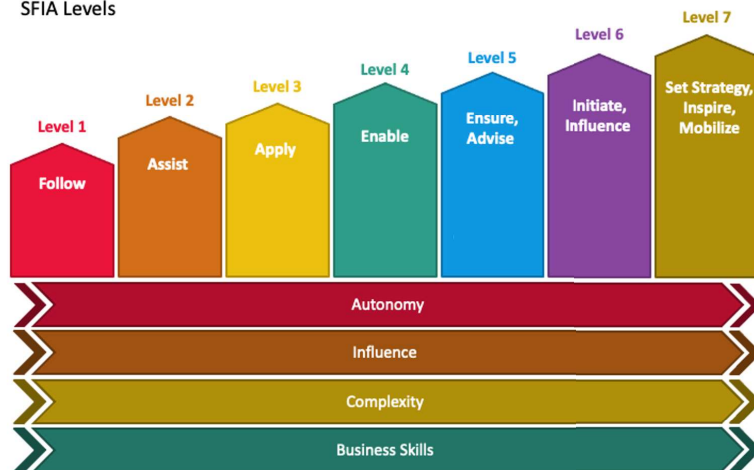 SFIA Levels
Level 1
Follow
Level 2
Assist
Level 3
Apply
Level 4
Enable
Level 5
Ensure,
Advise
Level 6
Initiate,
Influence
Level 7
Set Strategy,
Inspire,
Mobilize
Autonomy
Influence
Complexity
Business Skills